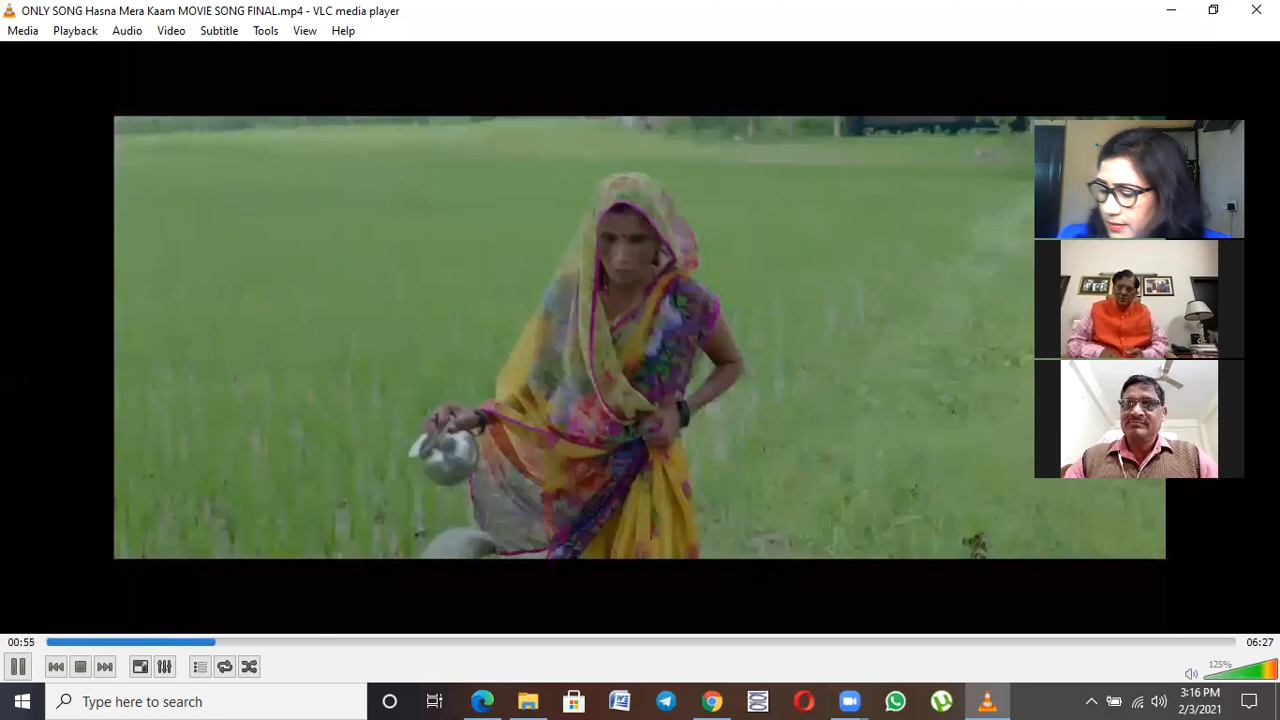 ONLY SONG Hasna Mera Kaam MOVIE SONG FINAL.mp4 - VLC media player
Media Playback Audio Video Subtitle Tools View Help
00:55 06:27
125%
Type here to search
3:16 PM
2/3/2021